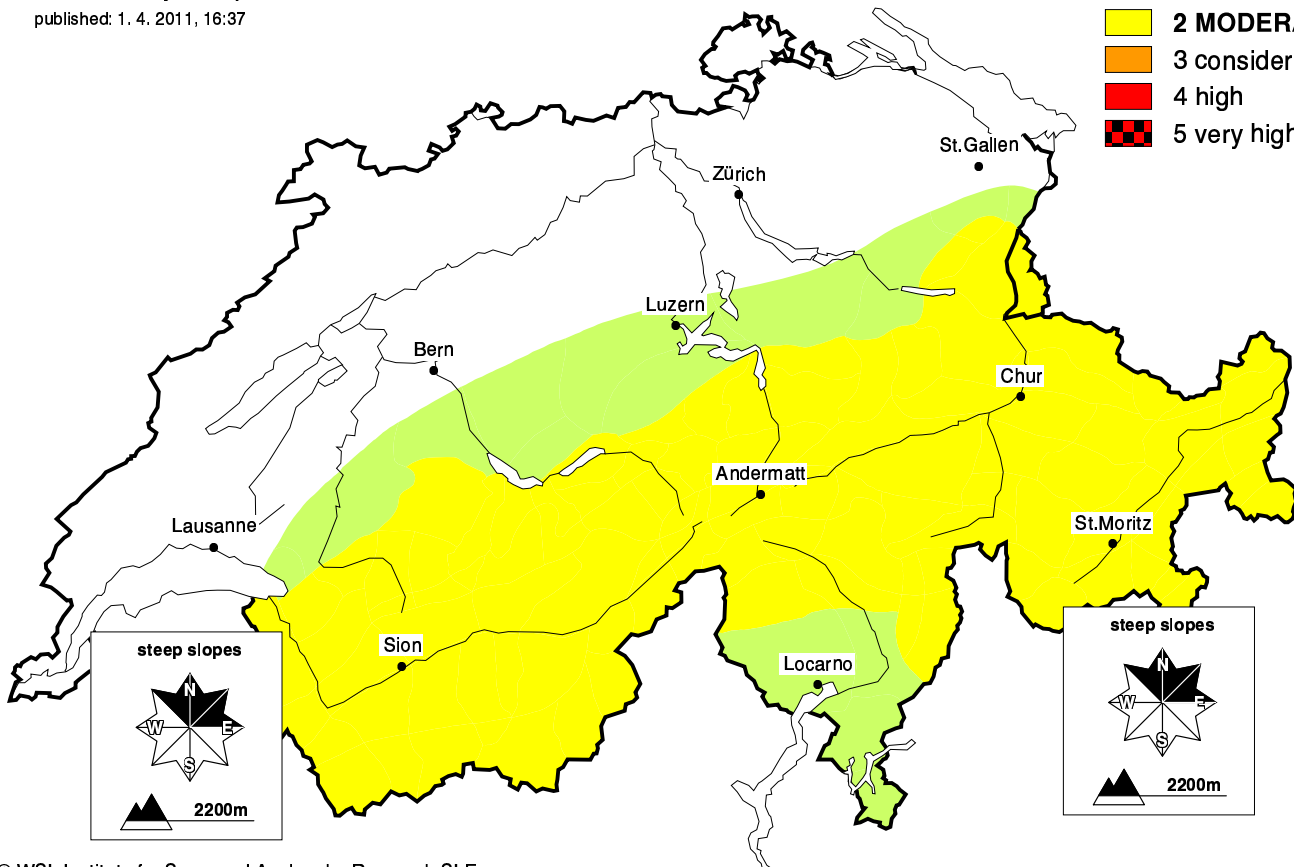 published: 1. 4. 2011, 16:37
2 MODERA
3 consider
4 high
5 very high
St.Gallen
Zürich
Luzern
Bern
Chur
Andermatt
Lausanne
St.Moritz
Sion
Locarno
steep slopes
N
W E
S
2200m
steep slopes
N
W E
S
2200m